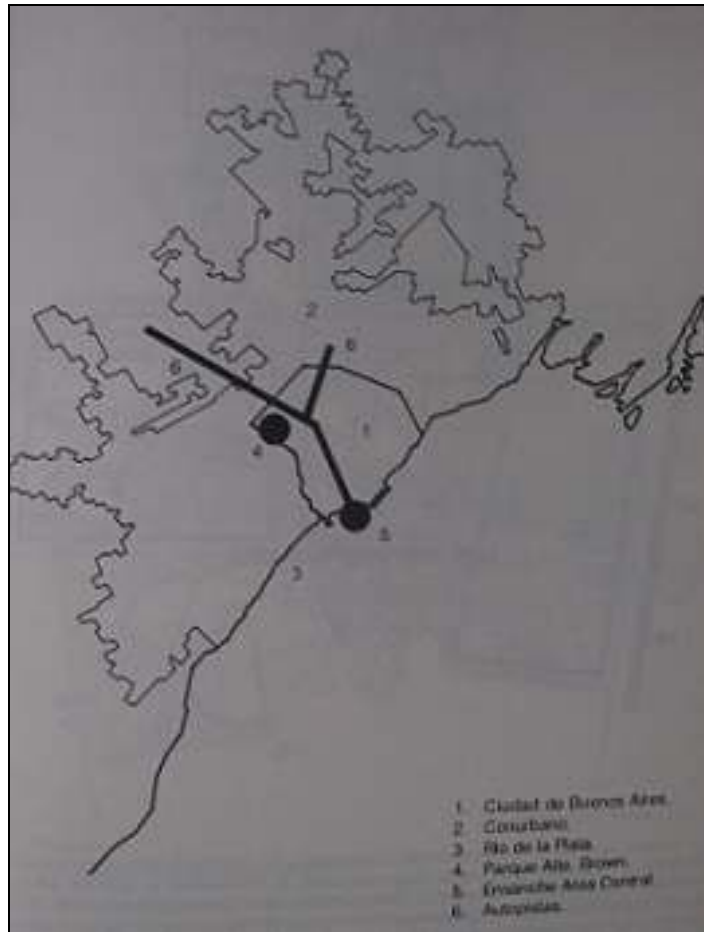 2
6
6
1
4
5
3
1. Ciudad de Buenos Aires.
2 Conurbano.
3 Río de la Plata.
4. Parque Alte. Brown.
5. Ensanche Area Central.
6. Autopistas.